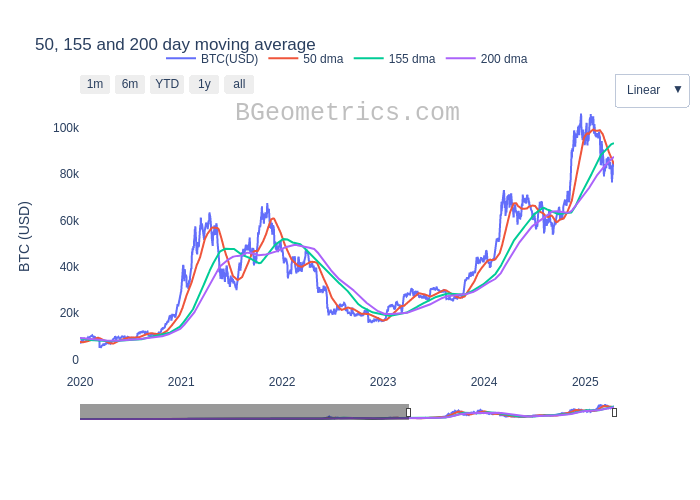 50, 155 and 200 day moving average
BTC(USD) 50 dma 155 dma 200 dma
1m 6m YTD 1y all
Linear ▼
BGeometrics.com
100k
80k
60k
40k
20k
0
BTC (USD)
2020 2021 2022 2023 2024 2025